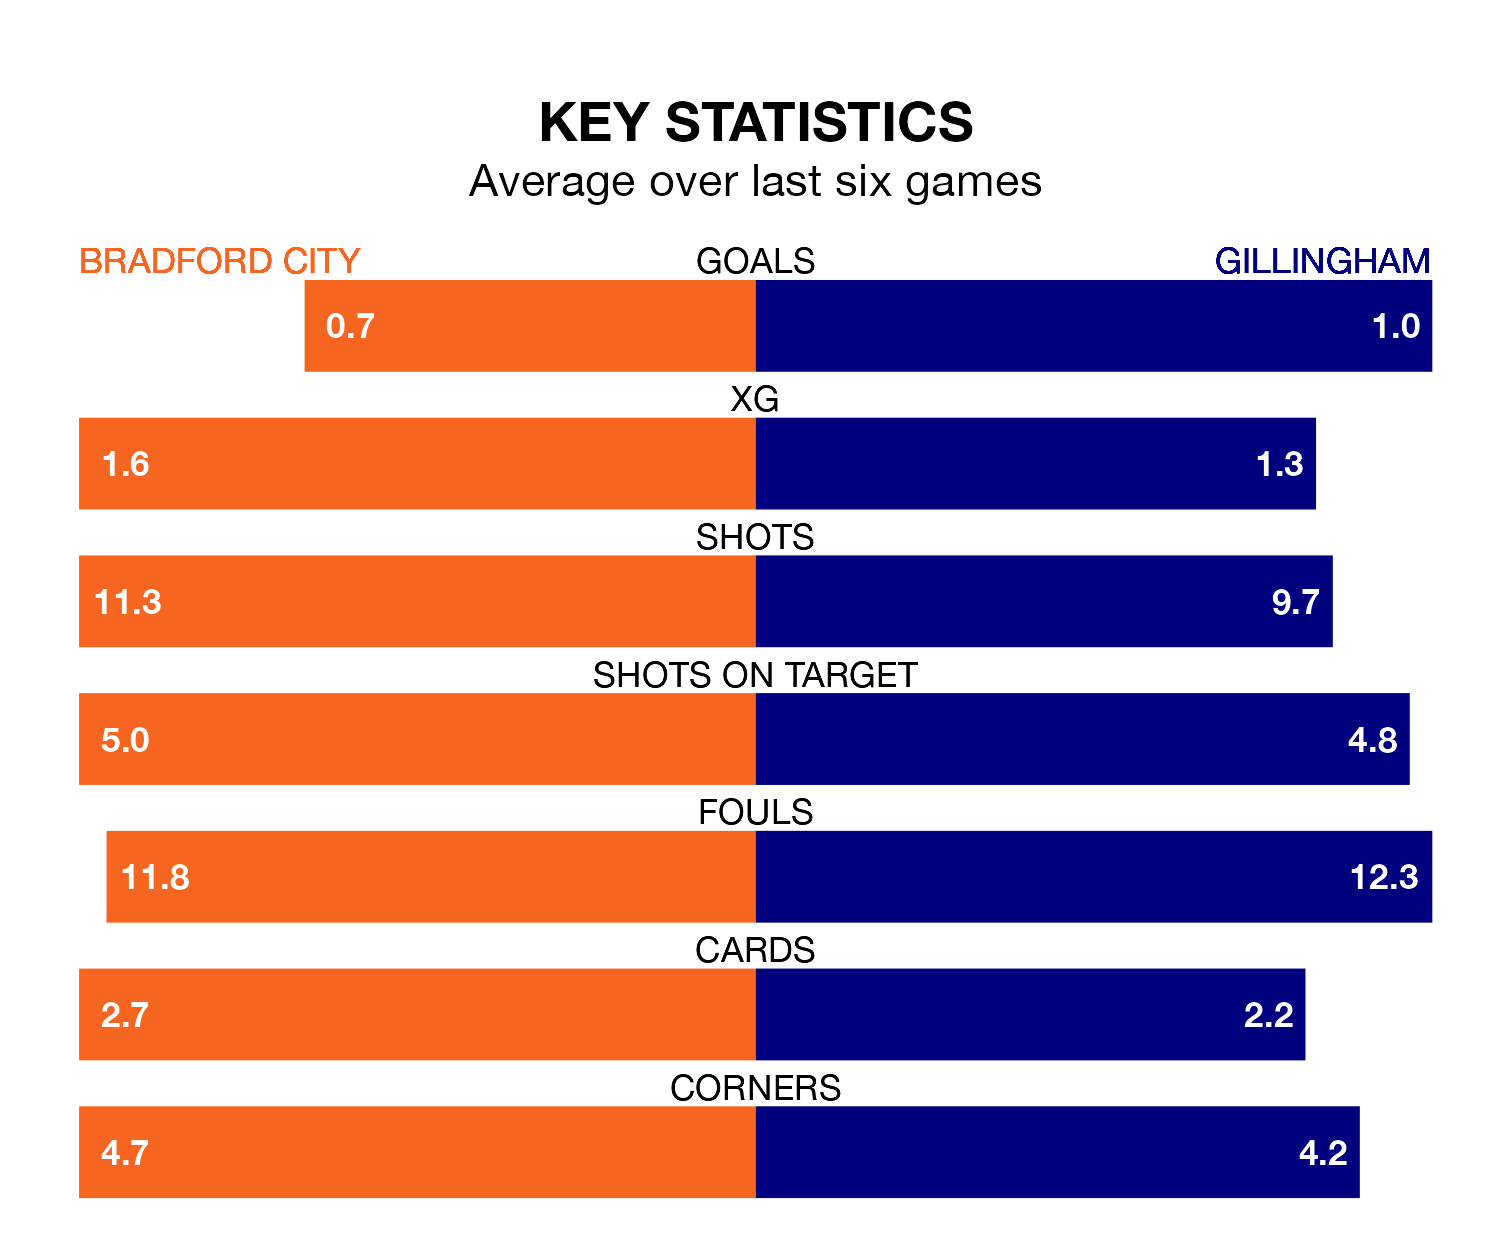 KEY STATISTICS
Average over last six games
BRADFORD CITY GOALS GILLINGHAM
0.7 1.0
XG
1.6 1.3
SHOTS
11.3 9.7
SHOTS ON TARGET
5.0 4.8
FOULS
11.8 12.3
CARDS
2.7 2.2
CORNERS
4.7 4.2